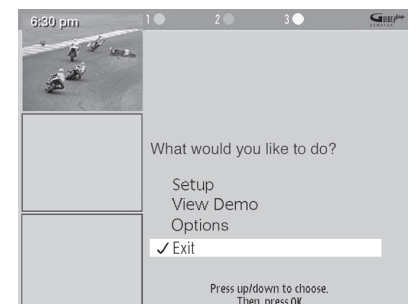 6:30 pm
1
2
3
What would you like to do?
Setup
View Demo
Options
✓ Exit
Press up/down to choose.
Then, press OK